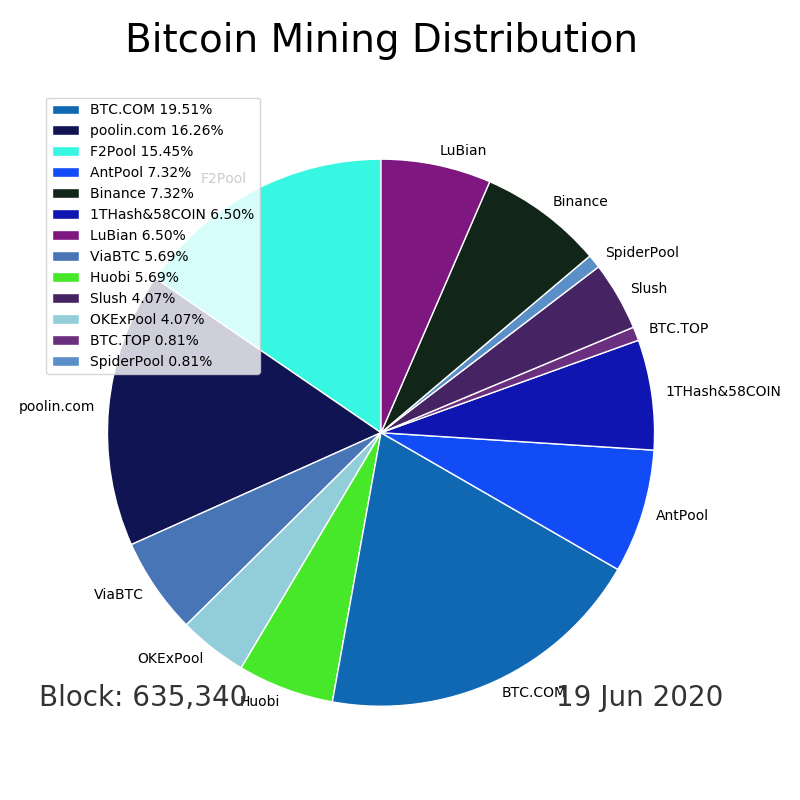 Bitcoin Mining Distribution
BTC.COM 19.51%
poolin.com 16.26%
F2Pool 15.45%
AntPool 7.32%
Binance 7.32%
1THash&58COIN 6.50%
LuBian 6.50%
ViaBTC 5.69%
Huobi 5.69%
Slush 4.07%
OKExPool 4.07%
BTC.TOP 0.81%
SpiderPool 0.81%
LuBian
F2Pool
Binance
SpiderPool
Slush
BTC.TOP
1THash&58COIN
poolin.com
AntPool
ViaBTC
OKExPool
BTC.COM
Huobi
Block: 635,340
19 Jun 2020